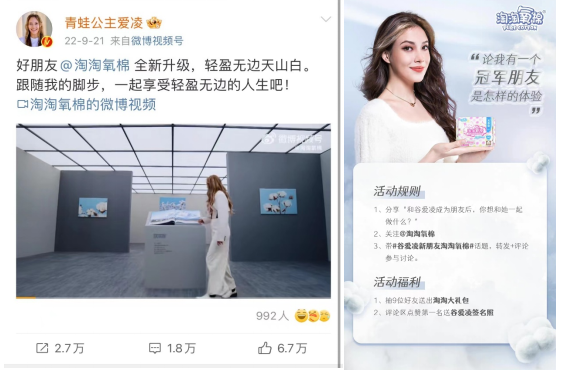 青蛙公主爱凌
22-9-21 来自微博视频号
好朋友@淘淘氧棉 全新升级，轻盈无边天山白。
跟随我的脚步，一起享受轻盈无边的人生吧！
淘淘氧棉的微博视频
992人
2.7万
1.8万
6.7万
淘淘氧棉
“论我有一个
冠军朋友
是怎样的体验”
活动规则
1、分享“和谷爱凌成为朋友后，你想和她一起
做什么？”
2、关注@淘淘氧棉
3、带#谷爱凌新朋友淘淘氧棉#话题，转发+评论
参与讨论。
活动福利
1、抽9位好友送出淘淘大礼包
2、评论区点赞第一名送谷爱凌签名照